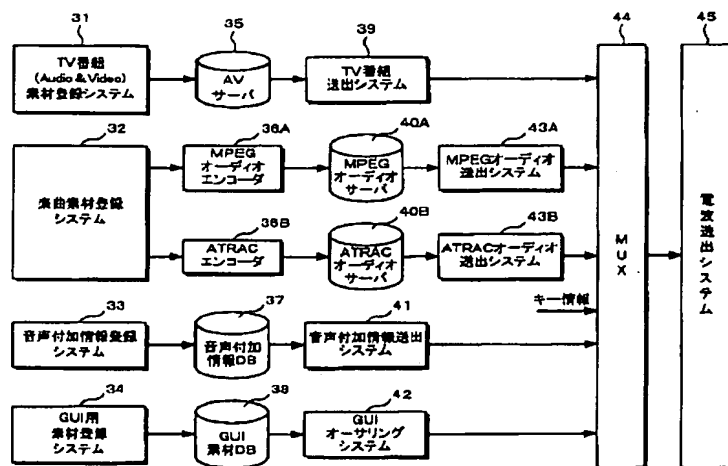 31
TV番組
(Audio & Video)
素材登録システム
35
AV
サーバ
39
TV番組
送出システム
44
MUX
45
電波送出システム
32
楽曲素材登録
システム
36A
MPEG
オーディオ
エンコーダ
40A
MPEG
オーディオ
サーバ
43A
MPEGオーディオ
送出システム
36B
ATRAC
エンコーダ
40B
ATRAC
オーディオ
サーバ
43B
ATRACオーディオ
送出システム
キー情報
33
音声付加情報登録
システム
37
音声付加
情報DB
41
音声付加情報送出
システム
34
GUI用
素材登録
システム
38
GUI
素材DB
42
GUI
オーサリング
システム